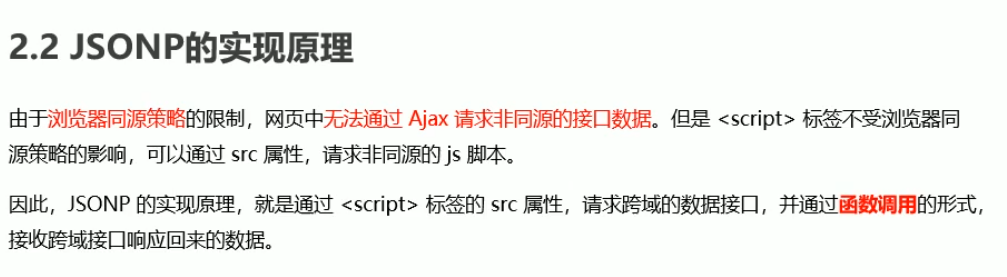 2.2 JSONP的实现原理
由于浏览器同源策略的限制，网页中无法通过 Ajax 请求非同源的接口数据。但是 <script> 标签不受浏览器同
源策略的影响，可以通过 src 属性，请求非同源的 js 脚本。
因此，JSONP 的实现原理，就是通过 <script> 标签的 src 属性，请求跨域的数据接口，并通过函数调用的形式，
接收跨域接口响应回来的数据。